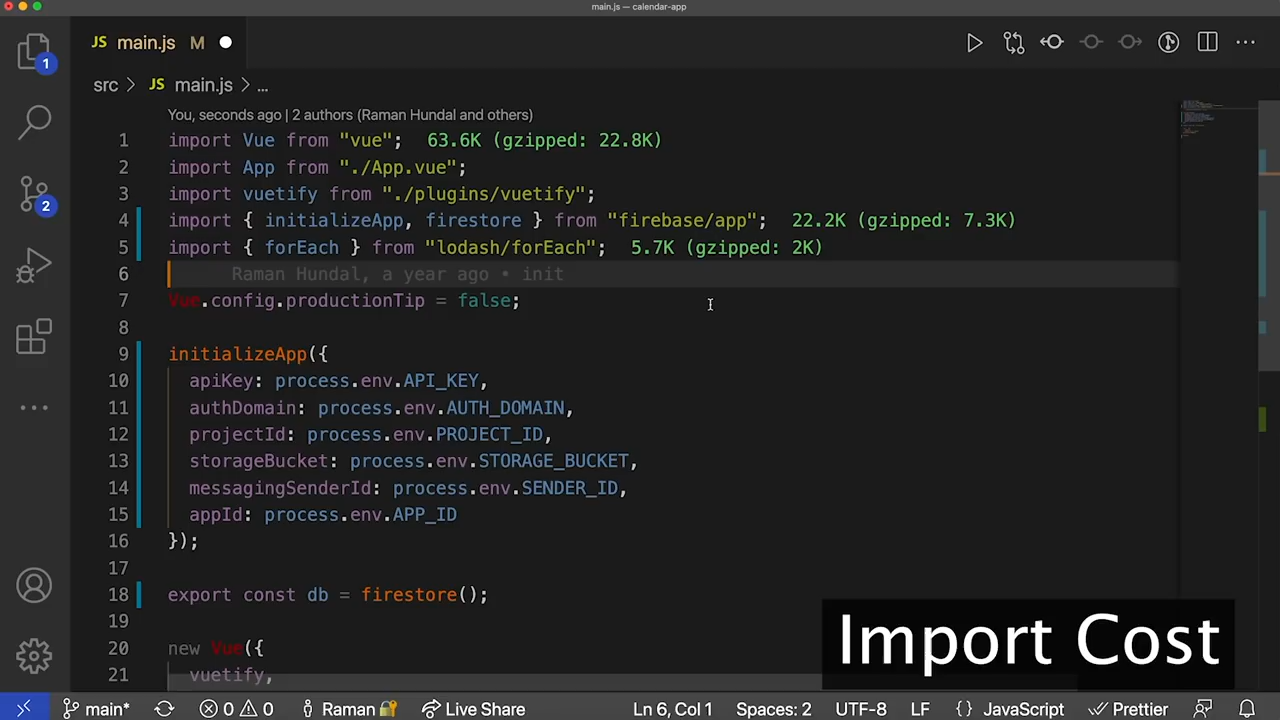 main.js — calendar-app
JS main.js M
1
src > JS main.js > ...
You, seconds ago | 2 authors (Raman Hundal and others)
1 import Vue from "vue"; 63.6K (gzipped: 22.8K)
2 import App from "./App.vue";
3 import vuetify from "./plugins/vuetify";
2
4 import { initializeApp, firestore } from "firebase/app"; 22.2K (gzipped: 7.3K)
5 import { forEach } from "lodash/forEach"; 5.7K (gzipped: 2K)
6 Raman Hundal, a year ago • init
7 Vue.config.productionTip = false;
8
9 initializeApp({
10 apiKey: process.env.API_KEY,
11 authDomain: process.env.AUTH_DOMAIN,
12 projectId: process.env.PROJECT_ID,
13 storageBucket: process.env.STORAGE_BUCKET,
14 messagingSenderId: process.env.SENDER_ID,
15 appId: process.env.APP_ID
16 });
17
18 export const db = firestore();
19
20 new Vue({
21 vuetify,
Import Cost
main* 0 0 Raman Live Share Ln 6, Col 1 Spaces: 2 UTF-8 LF {} JavaScript Prettier